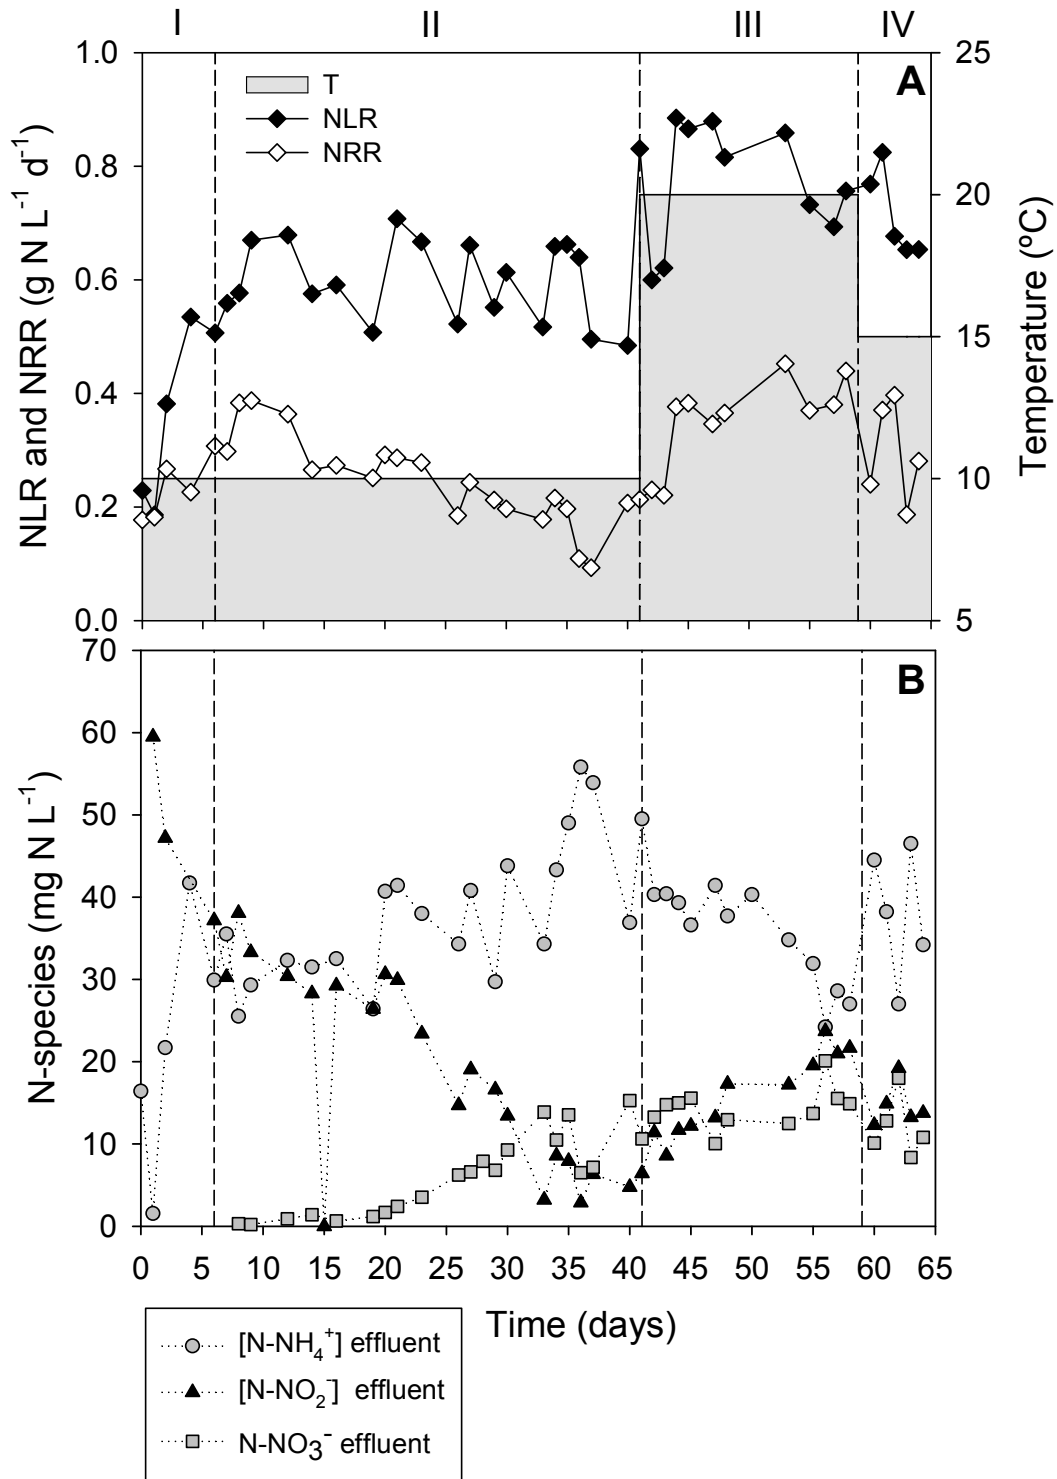 I II III IV
1.0 25
A
T
NLR
NRR
0.8 20
0.6
15
0.4
10
0.2
0.0 5
NLR and NRR (g N L⁻¹ d⁻¹)
Temperature (ºC)
70
B
60
50
40
30
20
10
0
N-species (mg N L⁻¹)
0 5 10 15 20 25 30 35 40 45 50 55 60 65
Time (days)
[N-NH₄⁺] effluent
[N-NO₂⁻] effluent
N-NO₃⁻ effluent